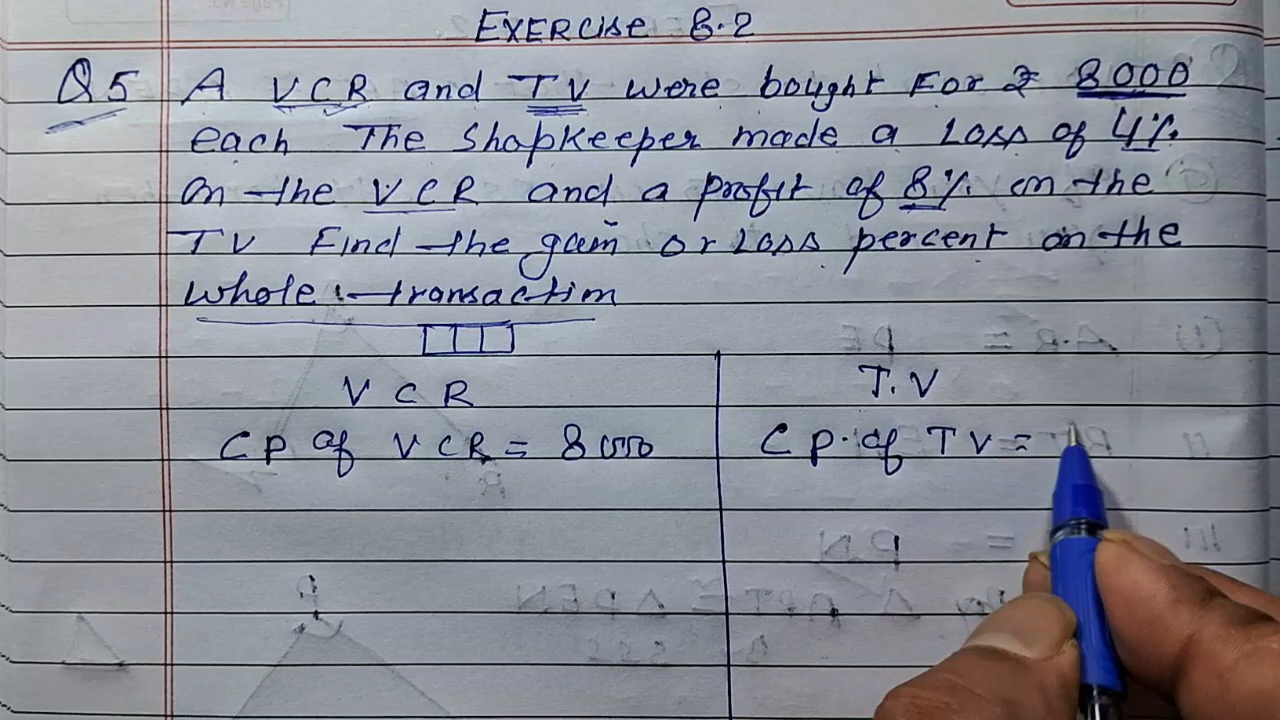 EXERCISE 8.2
Q5 A VCR and TV were bought For ₹ 8000
each The Shopkeeper made a Loss of 4%
on the VCR and a profit of 8% on the
TV Find the gain or Loss percent on the
whole transaction
VCR
T.V
CP of VCR = 8000
CP. of TV =